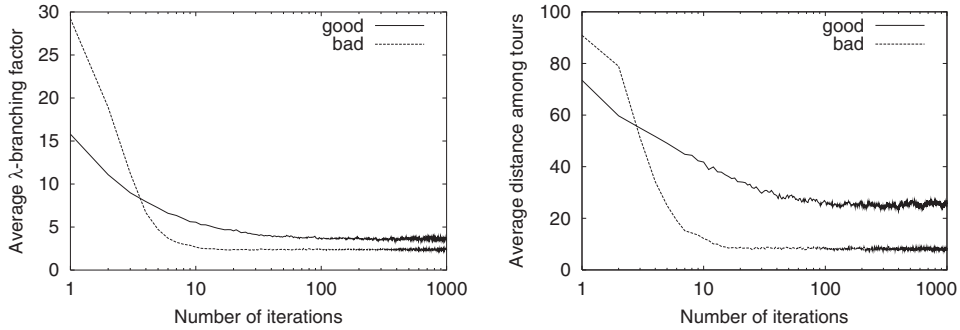 Average λ-branching factor
30
25
20
15
10
5
0
1
10
100
1000
Number of iterations
good
bad
Average distance among tours
100
80
60
40
20
0
1
10
100
1000
Number of iterations
good
bad